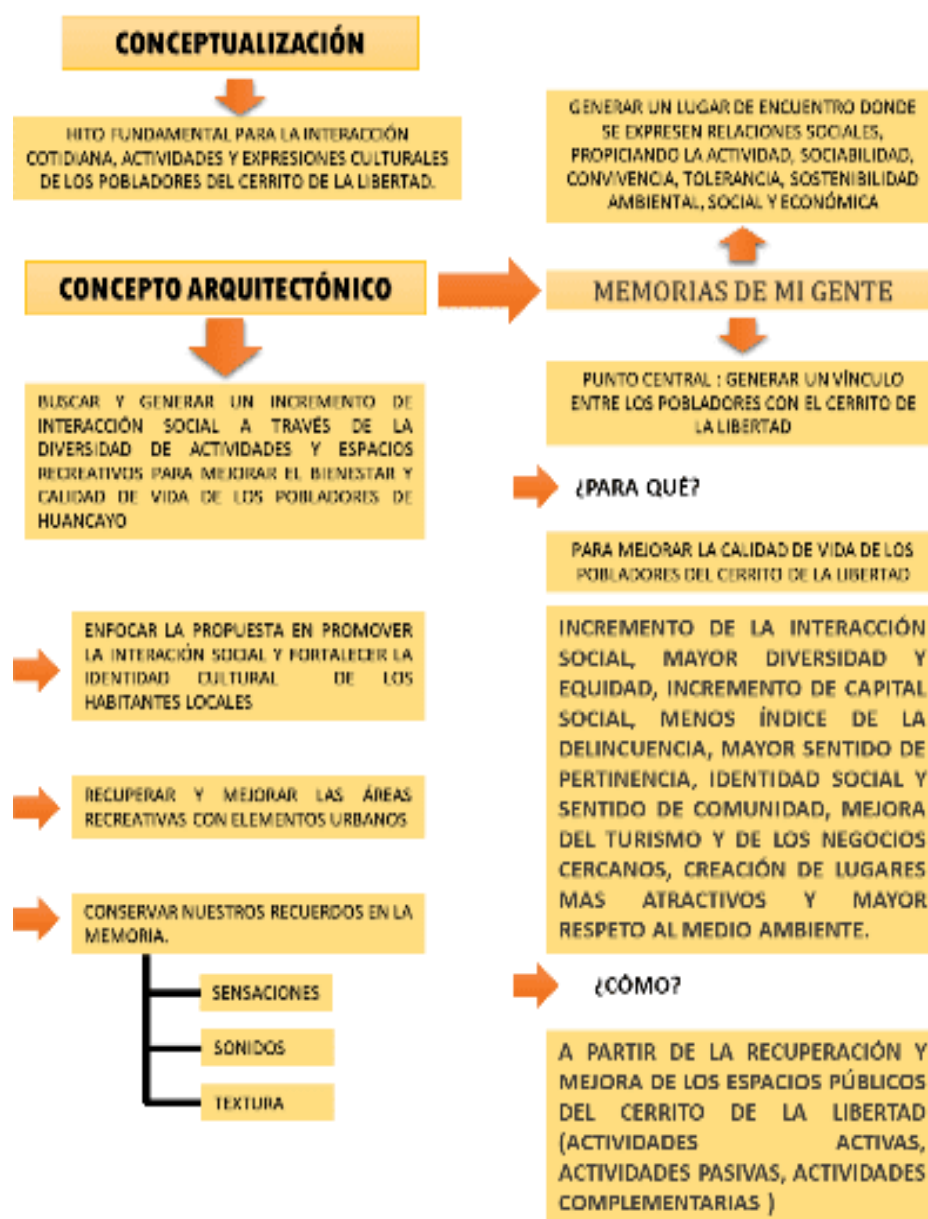 CONCEPTUALIZACIÓN
HITO FUNDAMENTAL PARA LA INTERACCIÓN
COTIDIANA, ACTIVIDADES Y EXPRESIONES CULTURALES
DE LOS POBLADORES DEL CERRITO DE LA LIBERTAD.
CONCEPTO ARQUITECTÓNICO
BUSCAR Y GENERAR UN INCREMENTO DE
INTERACCIÓN SOCIAL A TRAVÉS DE LA
DIVERSIDAD DE ACTIVIDADES Y ESPACIOS
RECREATIVOS PARA MEJORAR EL BIENESTAR Y
CALIDAD DE VIDA DE LOS POBLADORES DE
HUANCAYO
ENFOCAR LA PROPUESTA EN PROMOVER
LA INTERACIÓN SOCIAL Y FORTALECER LA
IDENTIDAD CULTURAL DE LOS
HABITANTES LOCALES
RECUPERAR Y MEJORAR LAS ÁREAS
RECREATIVAS CON ELEMENTOS URBANOS
CONSERVAR NUESTROS RECUERDOS EN LA
MEMORIA.
SENSACIONES
SONIDOS
TEXTURA
GENERAR UN LUGAR DE ENCUENTRO DONDE
SE EXPRESEN RELACIONES SOCIALES,
PROPICIANDO LA ACTIVIDAD, SOCIABILIDAD,
CONVIVENCIA, TOLERANCIA, SOSTENIBILIDAD
AMBIENTAL, SOCIAL Y ECONÓMICA
MEMORIAS DE MI GENTE
PUNTO CENTRAL : GENERAR UN VÍNCULO
ENTRE LOS POBLADORES CON EL CERRITO DE
LA LIBERTAD
¿PARA QUÉ?
PARA MEJORAR LA CALIDAD DE VIDA DE LOS
POBLADORES DEL CERRITO DE LA LIBERTAD
INCREMENTO DE LA INTERACCIÓN
SOCIAL, MAYOR DIVERSIDAD Y
EQUIDAD, INCREMENTO DE CAPITAL
SOCIAL, MENOS ÍNDICE DE LA
DELINCUENCIA, MAYOR SENTIDO DE
PERTINENCIA, IDENTIDAD SOCIAL Y
SENTIDO DE COMUNIDAD, MEJORA
DEL TURISMO Y DE LOS NEGOCIOS
CERCANOS, CREACIÓN DE LUGARES
MAS ATRACTIVOS Y MAYOR
RESPETO AL MEDIO AMBIENTE.
¿CÓMO?
A PARTIR DE LA RECUPERACIÓN Y
MEJORA DE LOS ESPACIOS PÚBLICOS
DEL CERRITO DE LA LIBERTAD
(ACTIVIDADES ACTIVAS,
ACTIVIDADES PASIVAS, ACTIVIDADES
COMPLEMENTARIAS )